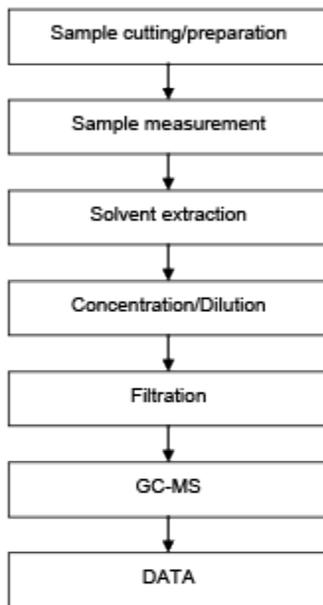 Sample cutting/preparation
Sample measurement
Solvent extraction
Concentration/Dilution
Filtration
GC-MS
DATA